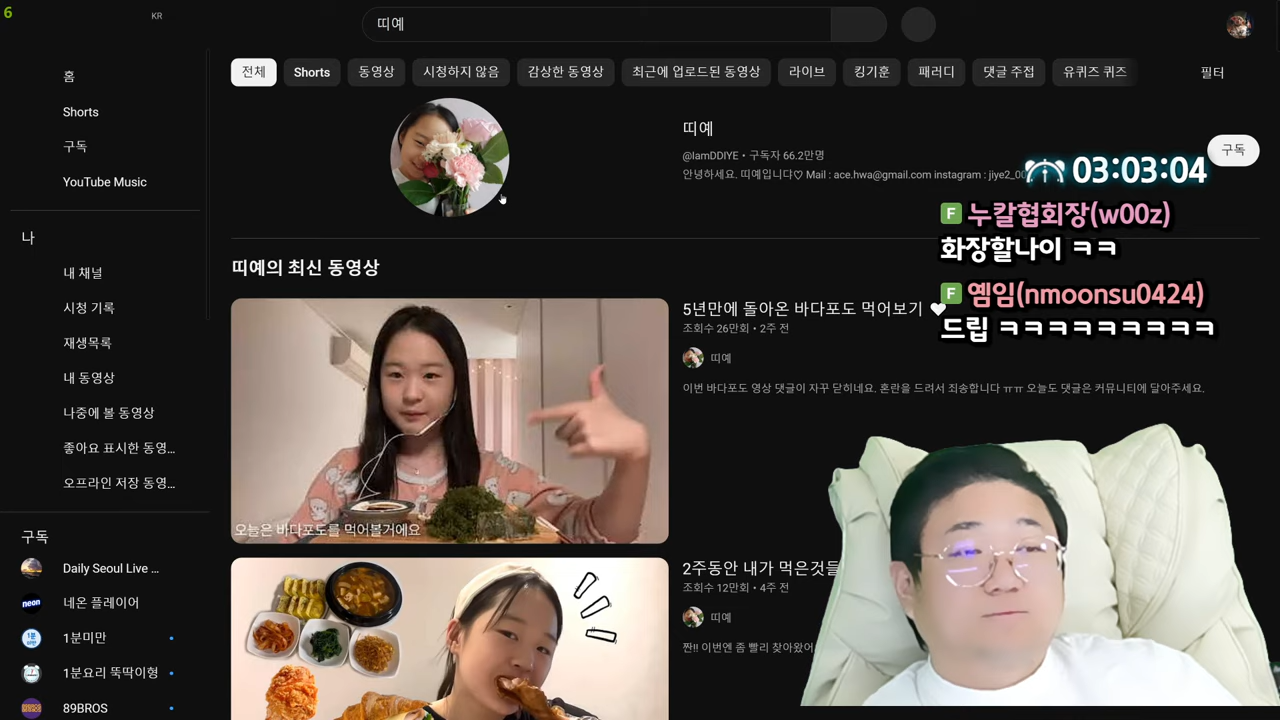 6
KR
띠예
홈
Shorts
구독
YouTube Music
나
내 채널
시청 기록
재생목록
내 동영상
나중에 볼 동영상
좋아요 표시한 동영...
오프라인 저장 동영...
구독
Daily Seoul Live ...
neon 네온 플레이어
1분미만
1분요리 뚝딱이형
89BROS
전체 Shorts 동영상 시청하지 않음 감상한 동영상 최근에 업로드된 동영상 라이브 킹기훈 패러디 댓글 주접 유퀴즈 퀴즈 필터
띠예
@IamDDIYE • 구독자 66.2만명
안녕하세요. 띠예입니다♡ Mail : ace.hwa@gmail.com instagram : jiye2_00
구독
03:03:04
F 누칼협회장(w00z)
화장할나이 ㅋㅋ
F 옘임(nmoonsu0424)
드립 ㅋㅋㅋㅋㅋㅋㅋㅋㅋ
띠예의 최신 동영상
오늘은 바다포도를 먹어볼거에요
5년만에 돌아온 바다포도 먹어보기 ♥
조회수 26만회 • 2주 전
띠예
이번 바다포도 영상 댓글이 자꾸 닫히네요. 혼란을 드려서 죄송합니다 ㅠㅠ 오늘도 댓글은 커뮤니티에 달아주세요.
2주동안 내가 먹은것들
조회수 12만회 • 4주 전
띠예
짠!! 이번엔 좀 빨리 찾아왔어